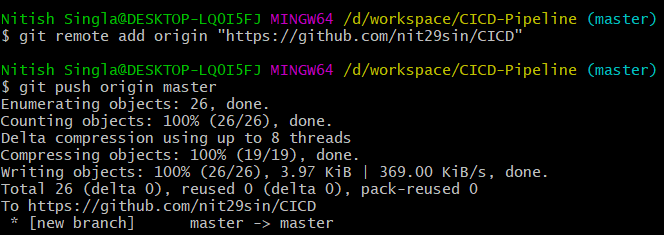 Nitish Singla@DESKTOP-LQOI5FJ MINGW64 /d/workspace/CICD-Pipeline (master)
$ git remote add origin "https://github.com/nit29sin/CICD"
Nitish Singla@DESKTOP-LQOI5FJ MINGW64 /d/workspace/CICD-Pipeline (master)
$ git push origin master
Enumerating objects: 26, done.
Counting objects: 100% (26/26), done.
Delta compression using up to 8 threads
Compressing objects: 100% (19/19), done.
Writing objects: 100% (26/26), 3.97 KiB | 369.00 KiB/s, done.
Total 26 (delta 0), reused 0 (delta 0), pack-reused 0
To https://github.com/nit29sin/CICD
 * [new branch]      master -> master